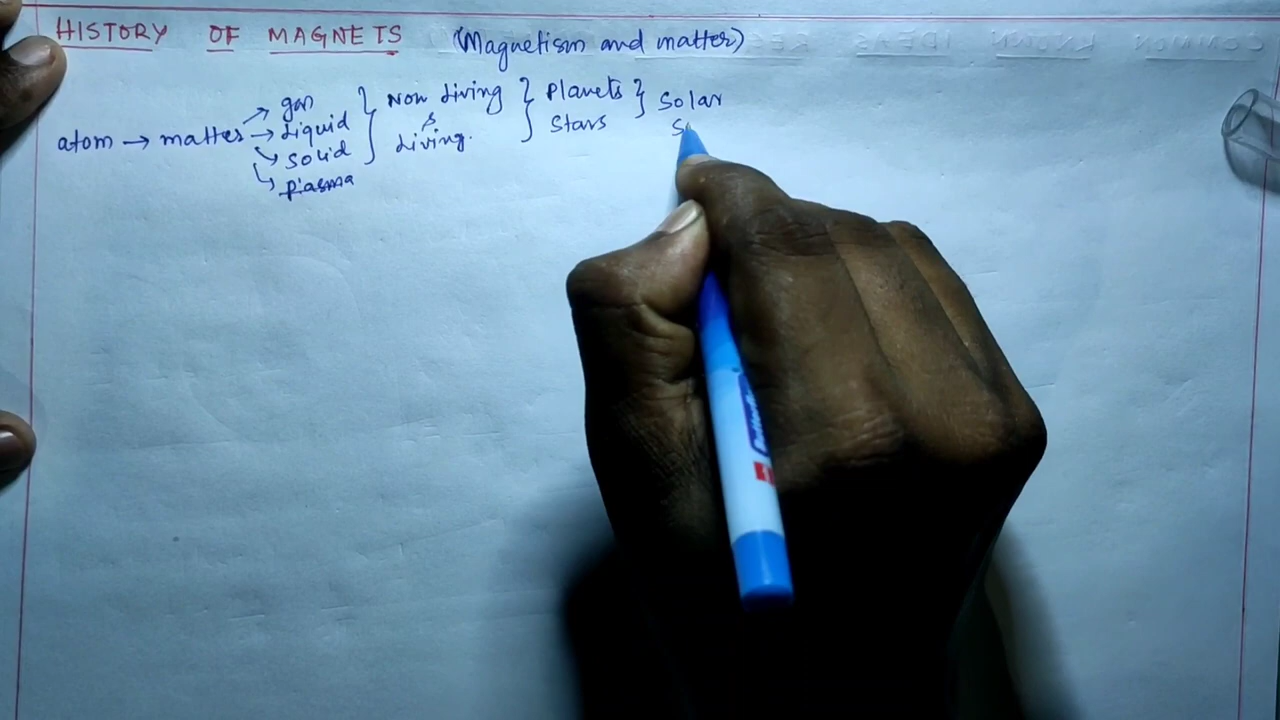 HISTORY OF MAGNETS (Magnetism and matter)
atom → matter → gas } Non living } Planets } Solar
→ Liquid & Stars S
→ Solid living.
→ plasma